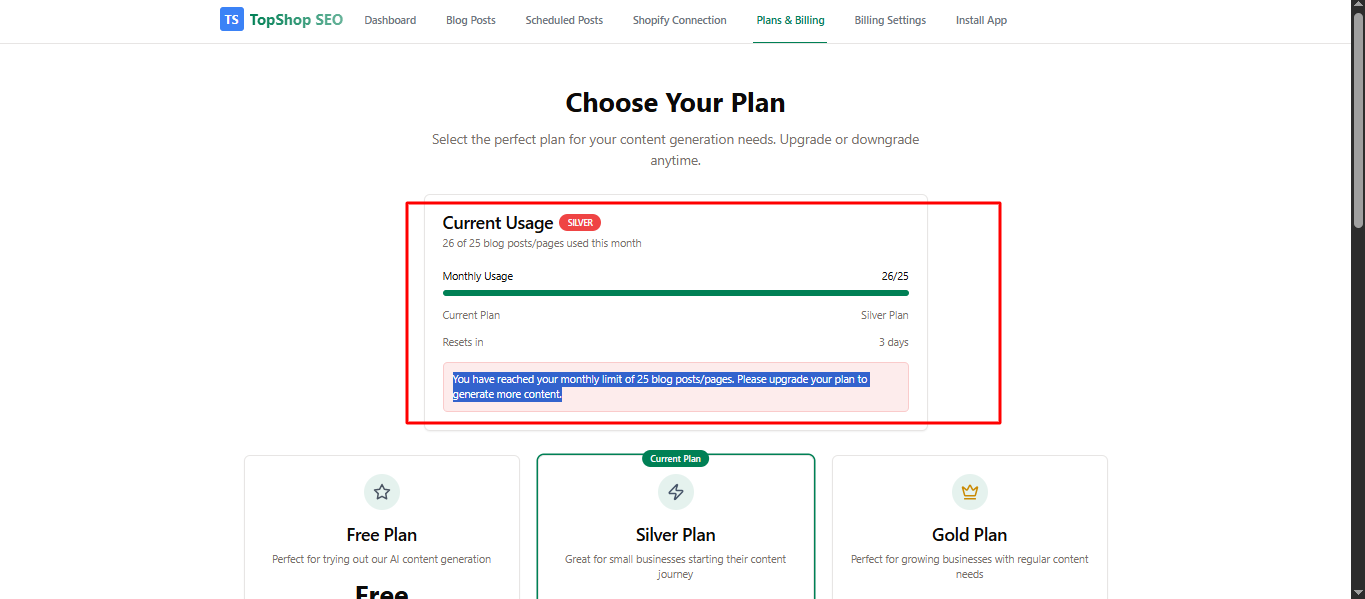 TS TopShop SEO Dashboard Blog Posts Scheduled Posts Shopify Connection Plans & Billing Billing Settings Install App
Choose Your Plan
Select the perfect plan for your content generation needs. Upgrade or downgrade
anytime.
Current Usage SILVER
26 of 25 blog posts/pages used this month
Monthly Usage 26/25
Current Plan Silver Plan
Resets in 3 days
You have reached your monthly limit of 25 blog posts/pages. Please upgrade your plan to
generate more content.
Current Plan
Free Plan Silver Plan Gold Plan
Perfect for trying out our AI content generation
Great for small businesses starting their content
journey
Perfect for growing businesses with regular content
needs
Free